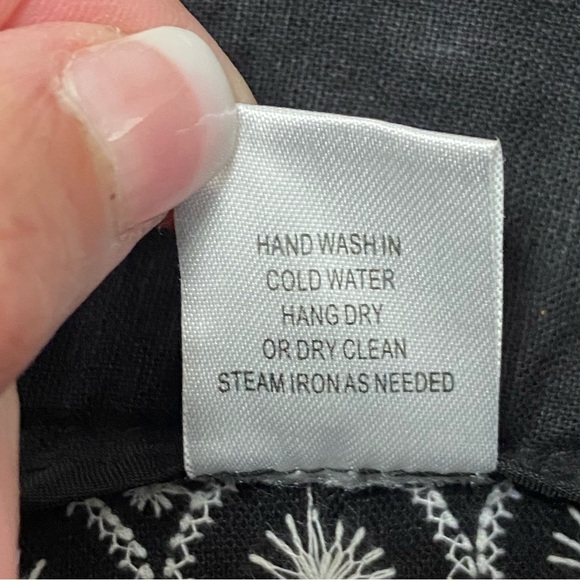 HAND WASH IN
COLD WATER
HANG DRY
OR DRY CLEAN
STEAM IRON AS NEEDED